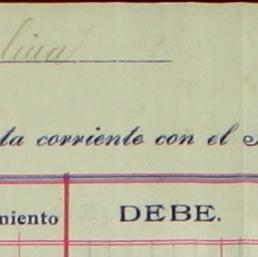 lina
ta corriente con el
miento DEBE.